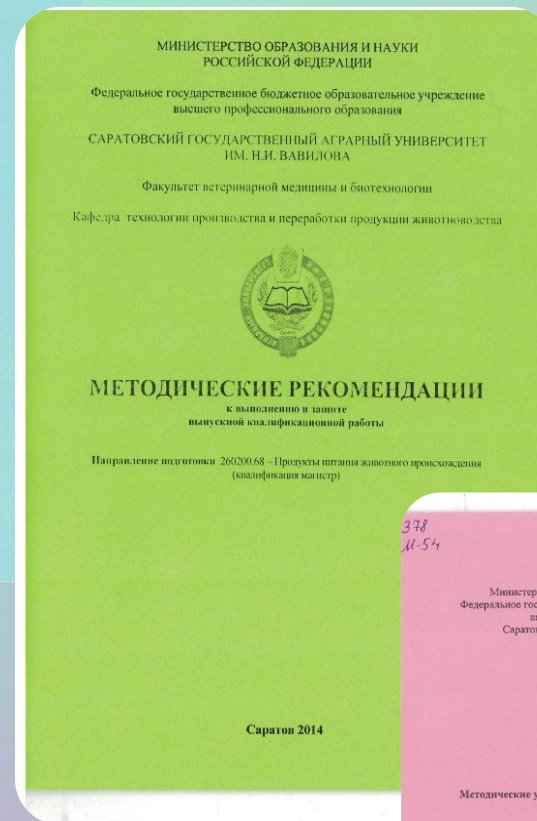 МИНИСТЕРСТВО ОБРАЗОВАНИЯ И НАУКИ
РОССИЙСКОЙ ФЕДЕРАЦИИ
Федеральное государственное бюджетное образовательное учреждение
высшего профессионального образования
САРАТОВСКИЙ ГОСУДАРСТВЕННЫЙ АГРАРНЫЙ УНИВЕРСИТЕТ
ИМ. Н.И. ВАВИЛОВА
Факультет ветеринарной медицины и биотехнологии
Кафедра технологии производства и переработки продукции животноводства
МЕТОДИЧЕСКИЕ РЕКОМЕНДАЦИИ
к выполнению и защите
выпускной квалификационной работы
Направление подготовки 260200.68 – Продукты питания животного происхождения
(квалификация магистр)
Саратов 2014
378
М-54
Министер
Федеральное гос
Сарато
Методические у